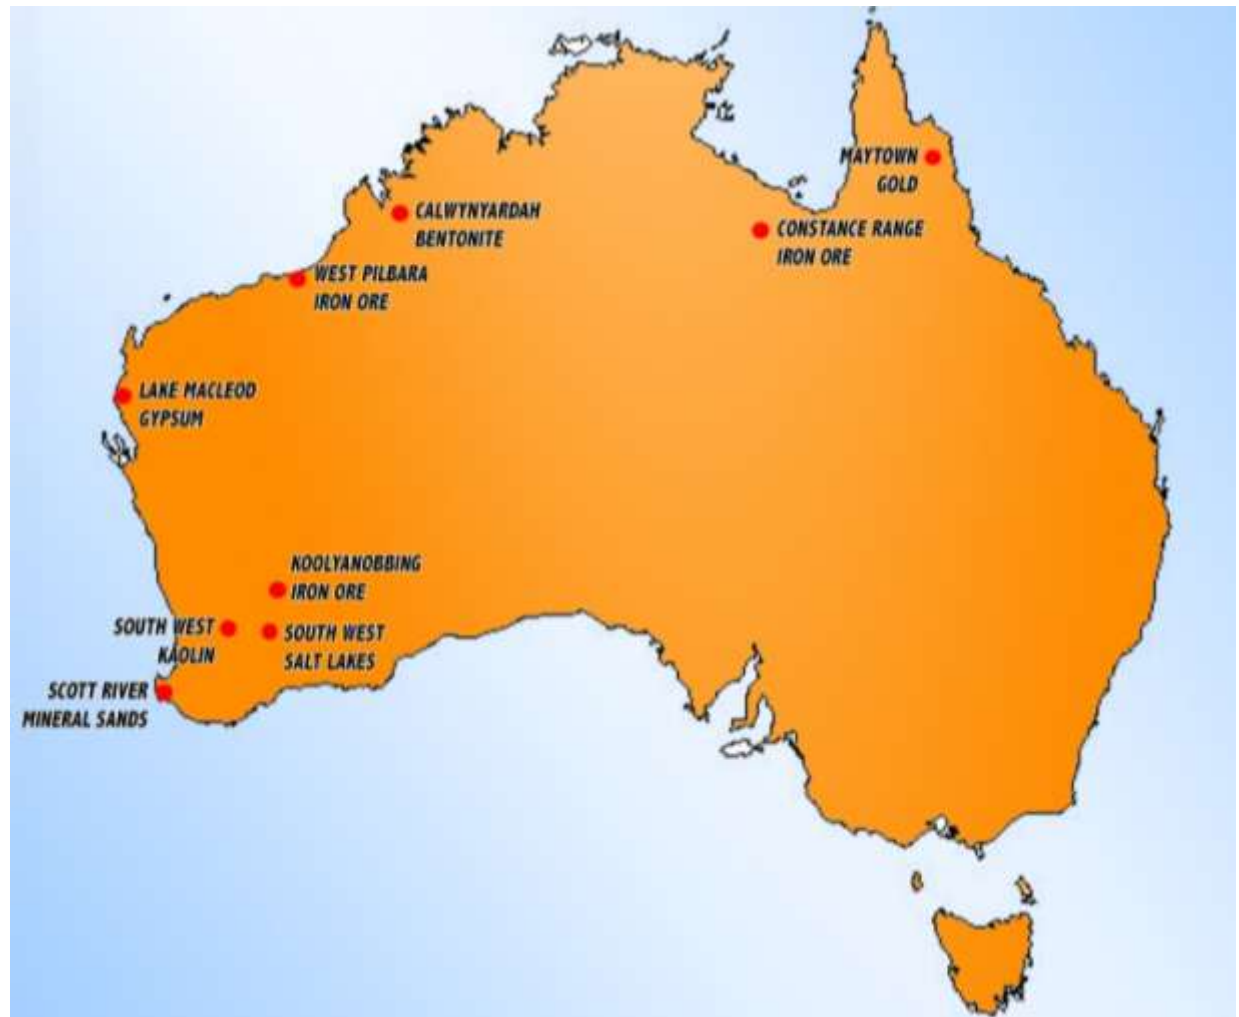 MAYTOWN
GOLD
CALWYNYARDAH
BENTONITE
CONSTANCE RANGE
IRON ORE
WEST PILBARA
IRON ORE
LAKE MACLEOD
GYPSUM
KOOLYANOBBING
IRON ORE
SOUTH WEST
KAOLIN
SOUTH WEST
SALT LAKES
SCOTT RIVER
MINERAL SANDS